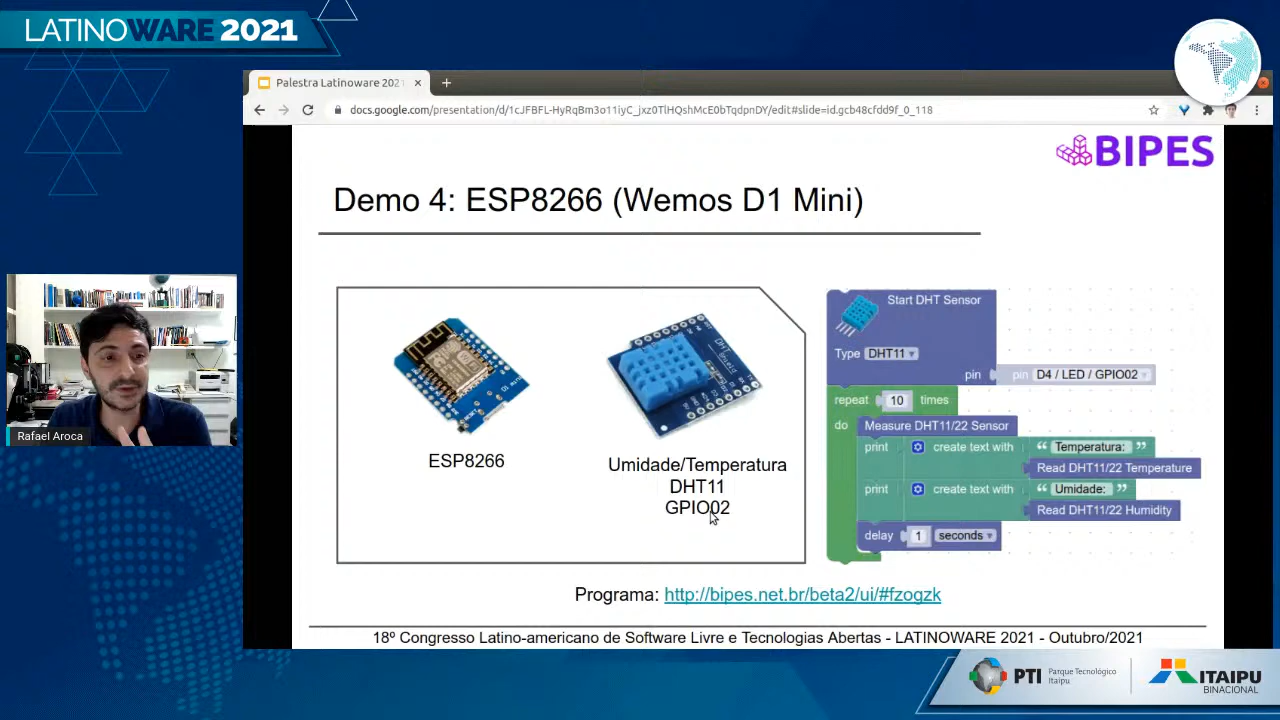 LATINOWARE 2021
Palestra Latinoware 202
docs.google.com/presentation/d/1cJFBFL-HyRqBm3o11iyC_jxz0TlHQshMcE0bTqdpnDY/edit#slide=id.gcb48cfdd9f_0_118
BIPES
Demo 4: ESP8266 (Wemos D1 Mini)
ESP8266
Umidade/Temperatura
DHT11
GPIO02
Start DHT Sensor
Type DHT11
pin pin D4 / LED / GPIO02
repeat 10 times
do Measure DHT11/22 Sensor
print create text with “ Temperatura: ”
Read DHT11/22 Temperature
print create text with “ Umidade: ”
Read DHT11/22 Humidity
delay 1 seconds
Programa: http://bipes.net.br/beta2/ui/#fzogzk
18º Congresso Latino-americano de Software Livre e Tecnologias Abertas - LATINOWARE 2021 - Outubro/2021
Rafael Aroca
PTI Parque Tecnológico
Itaipu
ITAIPU
BINACIONAL